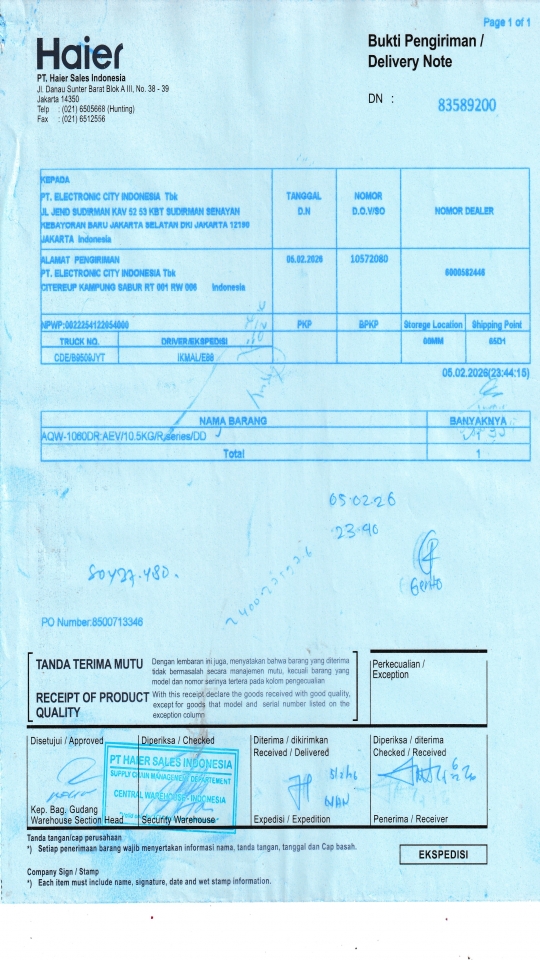 Page 1 of 1
Haier
Bukti Pengiriman /
Delivery Note
PT. Haier Sales Indonesia
Jl. Danau Sunter Barat Blok A III, No. 38 - 39
Jakarta 14350
Telp : (021) 6505668 (Hunting)
Fax : (021) 6512556
DN : 83589200
KEPADA
PT. ELECTRONIC CITY INDONESIA Tbk
JL JEND SUDIRMAN KAV 52 53 KBT SUDIRMAN SENAYAN
KEBAYORAN BARU JAKARTA SELATAN DKI JAKARTA 12190
JAKARTA Indonesia
TANGGAL D.N
NOMOR D.O.V/SO
NOMOR DEALER
ALAMAT PENGIRIMAN
PT. ELECTRONIC CITY INDONESIA Tbk
CITEREUP KAMPUNG SABUR RT 001 RW 006 Indonesia
05.02.2026
10572080
6000582446
NPWP:0022254122054000
PKP
BPKP
Storege Location
Shipping Point
TRUCK NO.
DRIVER/EKSPEDISI
CDE/B9509JYT
IKMAL/E86
65D1
05.02.2026(23:44:15)
NAMA BARANG
BANYAKNYA
AQW-1060DR.AEV/10.5KG/R.series/DD
Total
1
05.02.26
23.40
Gento
PO Number:8500713346
TANDA TERIMA MUTU
Dengan lembaran ini juga, menyatakan bahwa barang yang diterima
tidak bermasalah secara manajemen mutu, kecuali barang yang
model dan nomor serinya tertera pada kolom pengecualian
RECEIPT OF PRODUCT
QUALITY
With this receipt declare the goods received with good quality,
except for goods that model and serial number listed on the
exception column
Perkecualian /
Exception
Disetujui / Approved
Diperiksa / Checked
Diterima / dikirimkan
Received / Delivered
Diperiksa / diterima
Checked / Received
PT HAIER SALES INDONESIA
SUPPLY CHAIN MANAGEMENT DEPARTEMENT
CENTRAL WAREHOUSE - INDONESIA
WAN
Kep. Bag. Gudang
Warehouse Section Head
Security Warehouse
Expedisi / Expedition
Penerima / Receiver
Tanda tangan/cap perusahaan
*) Setiap penerimaan barang wajib menyertakan informasi nama, tanda tangan, tanggal dan Cap basah.
EKSPEDISI
Company Sign / Stamp
*) Each item must include name, signature, date and wet stamp information.